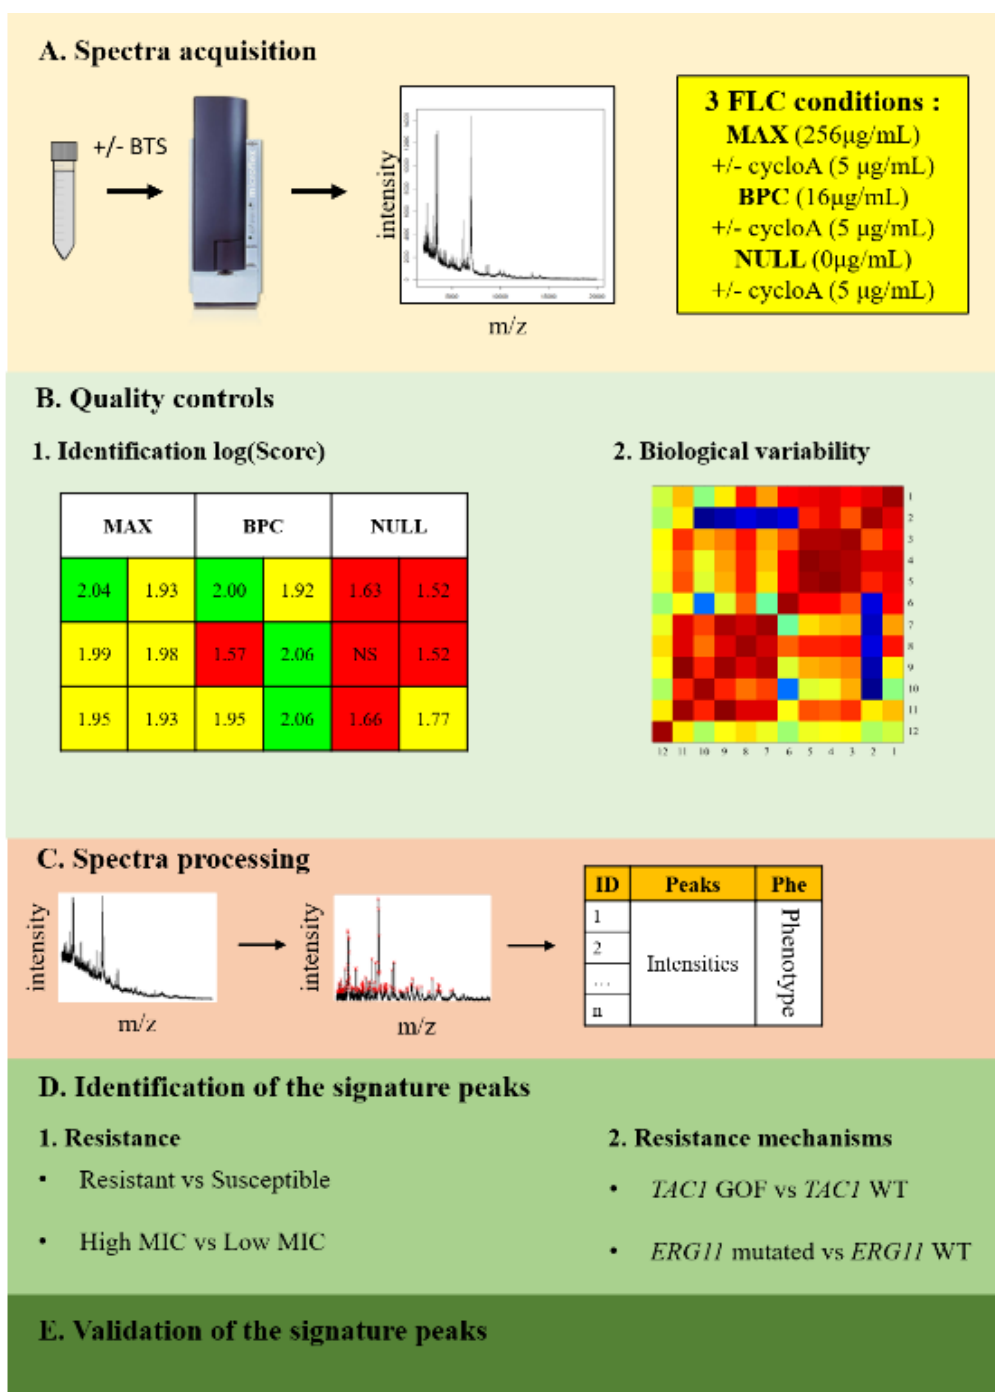 A. Spectra acquisition
+/- BTS
intensity
m/z
3 FLC conditions :
MAX (256µg/mL)
+/- cycloA (5 µg/mL)
BPC (16µg/mL)
+/- cycloA (5 µg/mL)
NULL (0µg/mL)
+/- cycloA (5 µg/mL)
B. Quality controls
1. Identification log(Score)
MAX BPC NULL
2.04 1.93 2.00 1.92 1.63 1.52
1.99 1.98 1.57 2.06 NS 1.52
1.95 1.93 1.95 2.06 1.66 1.77
2. Biological variability
1
2
3
4
5
6
7
8
9
10
11
12
12 11 10 9 8 7 6 5 4 3 2 1
C. Spectra processing
intensity
m/z
intensity
m/z
ID Peaks Phe
1
2
...
n
Intensities
Phenotype
D. Identification of the signature peaks
1. Resistance
• Resistant vs Susceptible
• High MIC vs Low MIC
2. Resistance mechanisms
• TAC1 GOF vs TAC1 WT
• ERG11 mutated vs ERG11 WT
E. Validation of the signature peaks